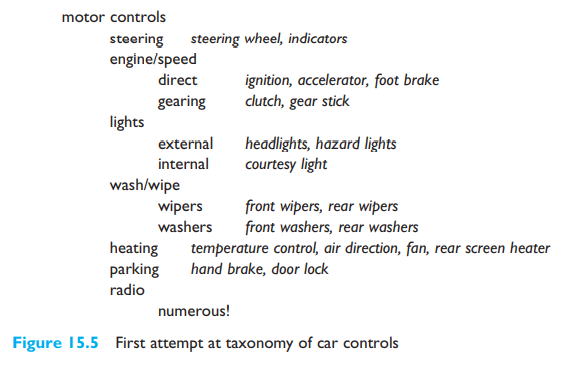 motor controls
steering steering wheel, indicators
engine/speed
direct ignition, accelerator, foot brake
gearing clutch, gear stick
lights
external headlights, hazard lights
internal courtesy light
wash/wipe
wipers front wipers, rear wipers
washers front washers, rear washers
heating temperature control, air direction, fan, rear screen heater
parking hand brake, door lock
radio
numerous!
Figure 15.5 First attempt at taxonomy of car controls